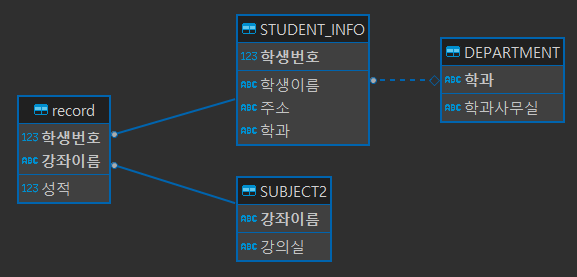 STUDENT_INFO
123 학생번호
ABC 학생이름
ABC 주소
ABC 학과
DEPARTMENT
ABC 학과
ABC 학과사무실
record
123 학생번호
ABC 강좌이름
123 성적
SUBJECT2
ABC 강좌이름
ABC 강의실